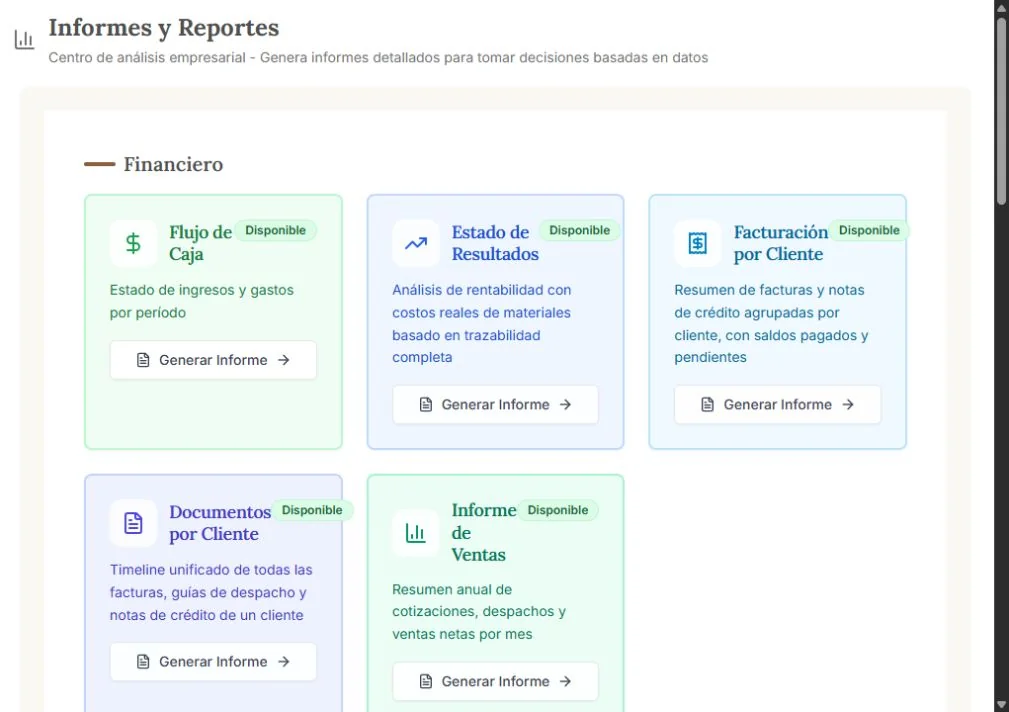 Informes y Reportes
Centro de análisis empresarial - Genera informes detallados para tomar decisiones basadas en datos
Financiero
Flujo de
Caja
Disponible
Estado de ingresos y gastos
por período
Generar Informe
Estado de
Resultados
Disponible
Análisis de rentabilidad con
costos reales de materiales
basado en trazabilidad
completa
Generar Informe
Facturación
por Cliente
Disponible
Resumen de facturas y notas
de crédito agrupadas por
cliente, con saldos pagados y
pendientes
Generar Informe
Documentos
por Cliente
Disponible
Timeline unificado de todas las
facturas, guías de despacho y
notas de crédito de un cliente
Generar Informe
Informe
de
Ventas
Disponible
Resumen anual de
cotizaciones, despachos y
ventas netas por mes
Generar Informe